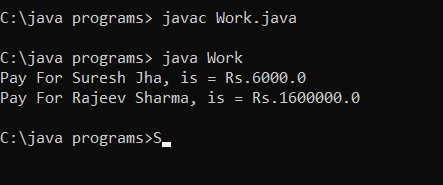 C:\java programs> javac Work.java
C:\java programs> java Work
Pay For Suresh Jha, is = Rs.6000.0
Pay For Rajeev Sharma, is = Rs.1600000.0
C:\java programs>S_